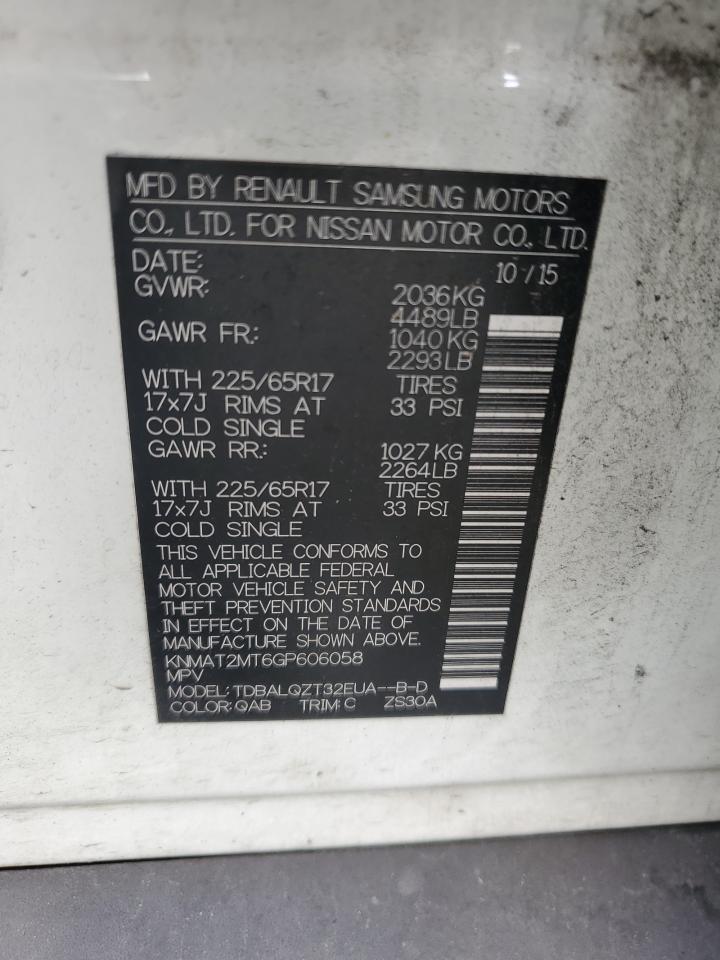 MFD BY RENAULT SAMSUNG MOTORS
CO., LTD. FOR NISSAN MOTOR CO., LTD.
DATE: 10/15
GVWR: 2036KG
4489LB
GAWR FR.: 1040 KG
2293LB
WITH 225/65R17 TIRES
17x7J RIMS AT 33 PSI
COLD SINGLE
GAWR RR.: 1027 KG
2264LB
WITH 225/65R17 TIRES
17x7J RIMS AT 33 PSI
COLD SINGLE
THIS VEHICLE CONFORMS TO
ALL APPLICABLE FEDERAL
MOTOR VEHICLE SAFETY AND
THEFT PREVENTION STANDARDS
IN EFFECT ON THE DATE OF
MANUFACTURE SHOWN ABOVE.
KNMAT2MT6GP606058
MPV
MODEL: TDBALQZT32EUA--B-D
COLOR: QAB TRIM: C ZS30A